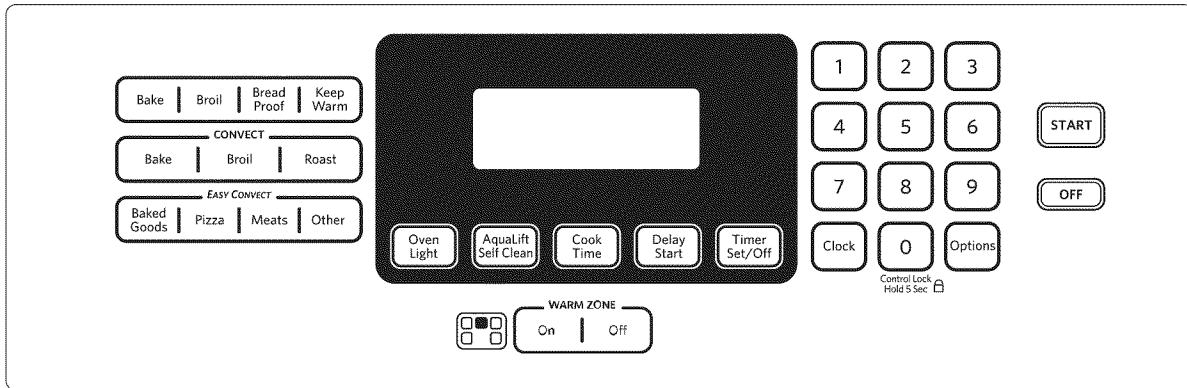 Bake Broil Bread Proof Keep Warm
CONVECT
Bake Broil Roast
EASY CONVECT
Baked Goods Pizza Meats Other
Oven Light AquaLift Self Clean Cook Time Delay Start Timer Set/Off
WARM ZONE
On Off
1 2 3
4 5 6
7 8 9
Clock 0 Options
Control Lock
Hold 5 Sec
START
OFF